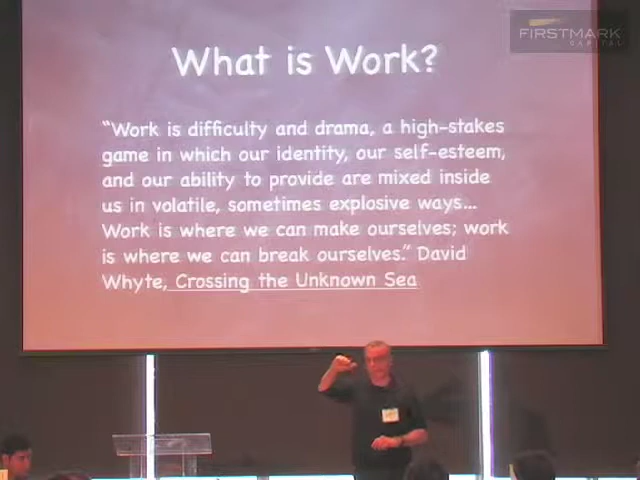 FIRSTMARK
CAPITAL
What is Work?
“Work is difficulty and drama, a high-stakes
game in which our identity, our self-esteem,
and our ability to provide are mixed inside
us in volatile, sometimes explosive ways...
Work is where we can make ourselves; work
is where we can break ourselves.” David
Whyte, Crossing the Unknown Sea